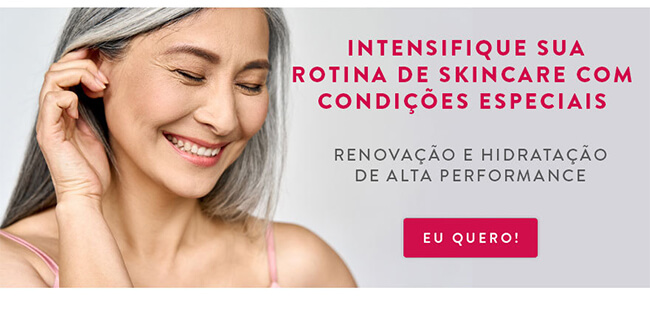 INTENSIFIQUE SUA
ROTINA DE SKINCARE COM
CONDIÇÕES ESPECIAIS
RENOVAÇÃO E HIDRATAÇÃO
DE ALTA PERFORMANCE
EU QUERO!